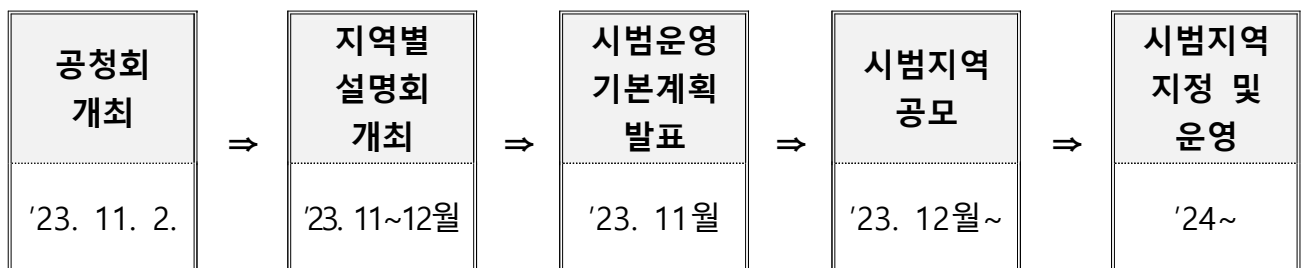 공청회
개최
⇒
지역별
설명회
개최
⇒
시범운영
기본계획
발표
⇒
시범지역
공모
⇒
시범지역
지정 및
운영
'23. 11. 2.
'23. 11~12월
'23. 11월
'23. 12월~
'24~